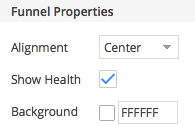 Funnel Properties
Alignment Center
Show Health
Background FFFFFF